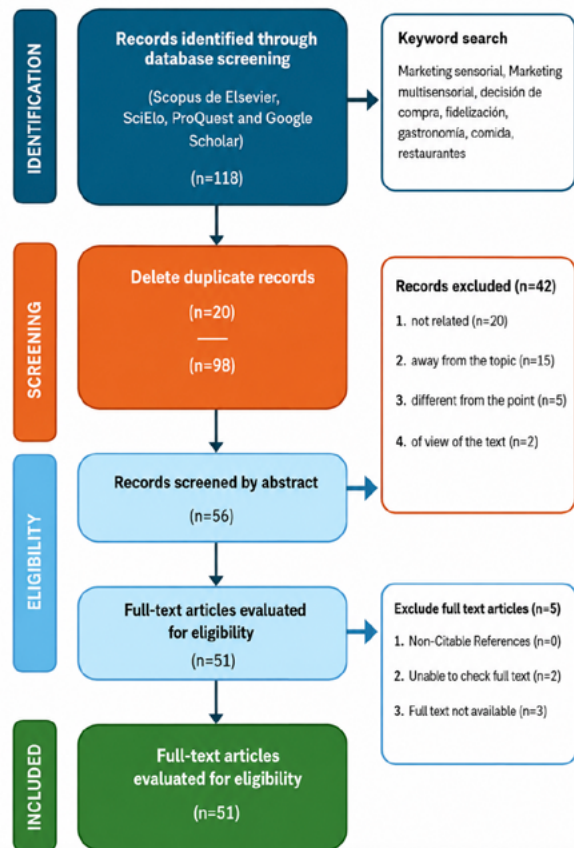 IDENTIFICATION
Records identified through
database screening
(Scopus de Elsevier,
SciElo, ProQuest and Google
Scholar)
(n=118)
Keyword search
Marketing sensorial, Marketing
multisensorial, decisión de
compra, fidelización,
gastronomía, comida,
restaurantes
SCREENING
Delete duplicate records
(n=20)
(n=98)
Records excluded (n=42)
1. not related (n=20)
2. away from the topic (n=15)
3. different from the point (n=5)
4. of view of the text (n=2)
ELIGIBILITY
Records screened by abstract
(n=56)
Full-text articles evaluated
for eligibility
(n=51)
Exclude full text articles (n=5)
1. Non-Citable References (n=0)
2. Unable to check full text (n=2)
3. Full text not available (n=3)
INCLUDED
Full-text articles
evaluated for eligibility
(n=51)